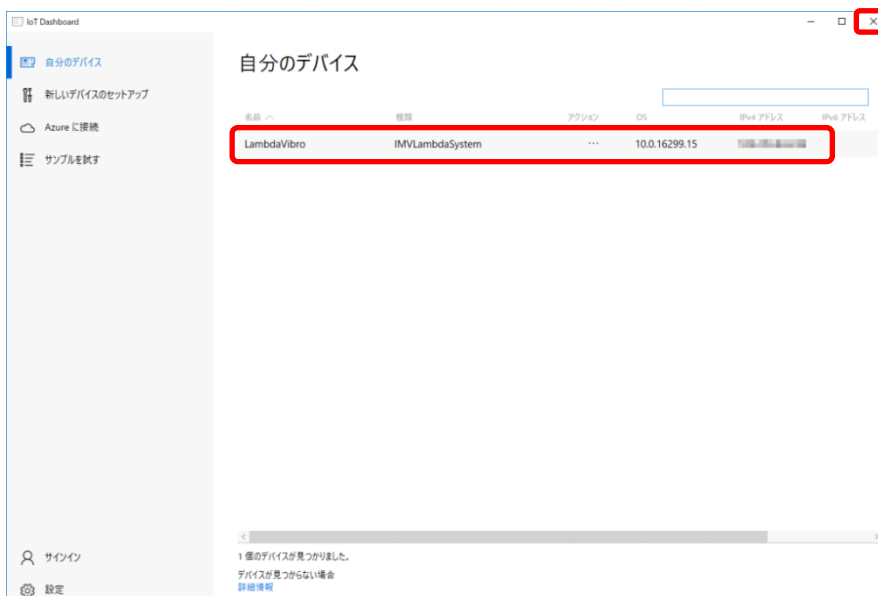 IoT Dashboard
自分のデバイス
新しいデバイスのセットアップ
Azure に接続
サンプルを試す
サインイン
設定
自分のデバイス
名前 種類 アクション OS IPv4 アドレス IPv6 アドレス
LambdaVibro IMVLambdaSystem ··· 10.0.16299.15
1 個のデバイスが見つかりました。
デバイスが見つからない場合
詳細情報